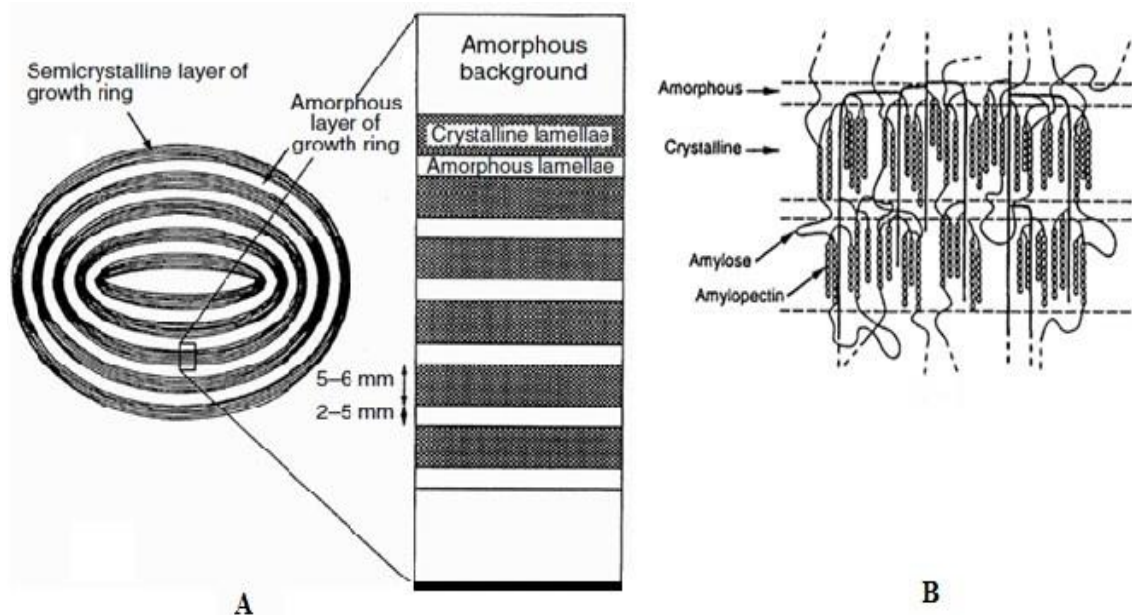 Semicrystalline layer of
growth ring
Amorphous
layer of
growth ring
Amorphous
background
Crystalline lamellae
Amorphous lamellae
5–6 mm
2–5 mm
A
Amorphous
Crystalline
Amylose
Amylopectin
B